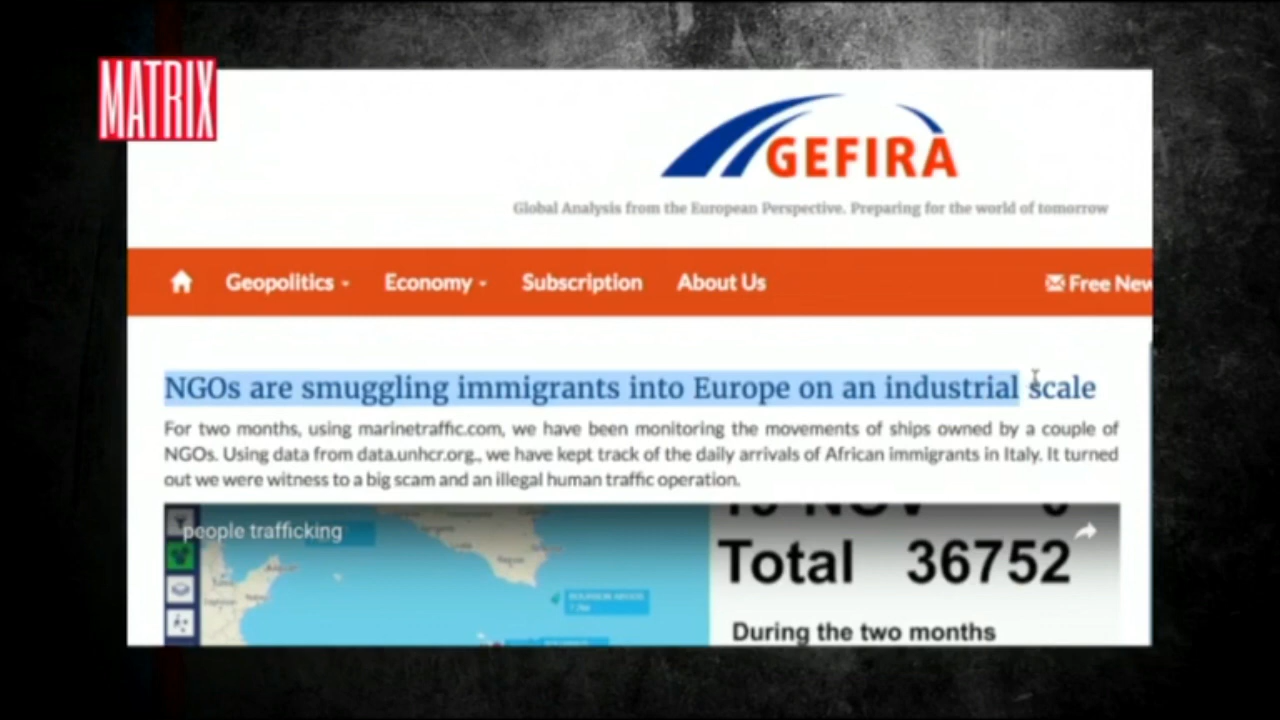 MATRIX
GEFIRA
Global Analysis from the European Perspective. Preparing for the world of tomorrow
Geopolitics Economy Subscription About Us Free New
NGOs are smuggling immigrants into Europe on an industrial scale
For two months, using marinetraffic.com, we have been monitoring the movements of ships owned by a couple of
NGOs. Using data from data.unhcr.org., we have kept track of the daily arrivals of African immigrants in Italy. It turned
out we were witness to a big scam and an illegal human traffic operation.
people trafficking
Total 36752
During the two months